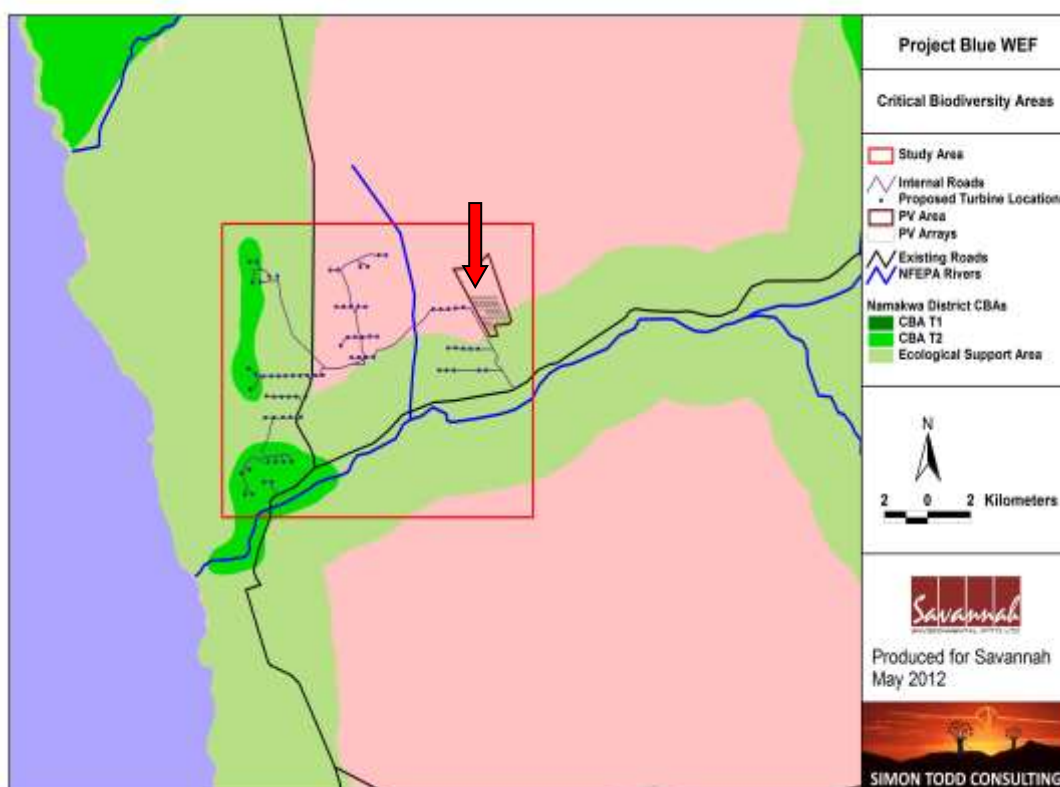 Project Blue WEF
Critical Biodiversity Areas
Study Area
Internal Roads
Proposed Turbine Location
PV Area
PV Arrays
Existing Roads
NFEPA Rivers
Namakwa District CBAs
CBA T1
CBA T2
Ecological Support Area
N
2 0 2 Kilometers
Savannah
Produced for Savannah
May 2012
SIMON TODD CONSULTING